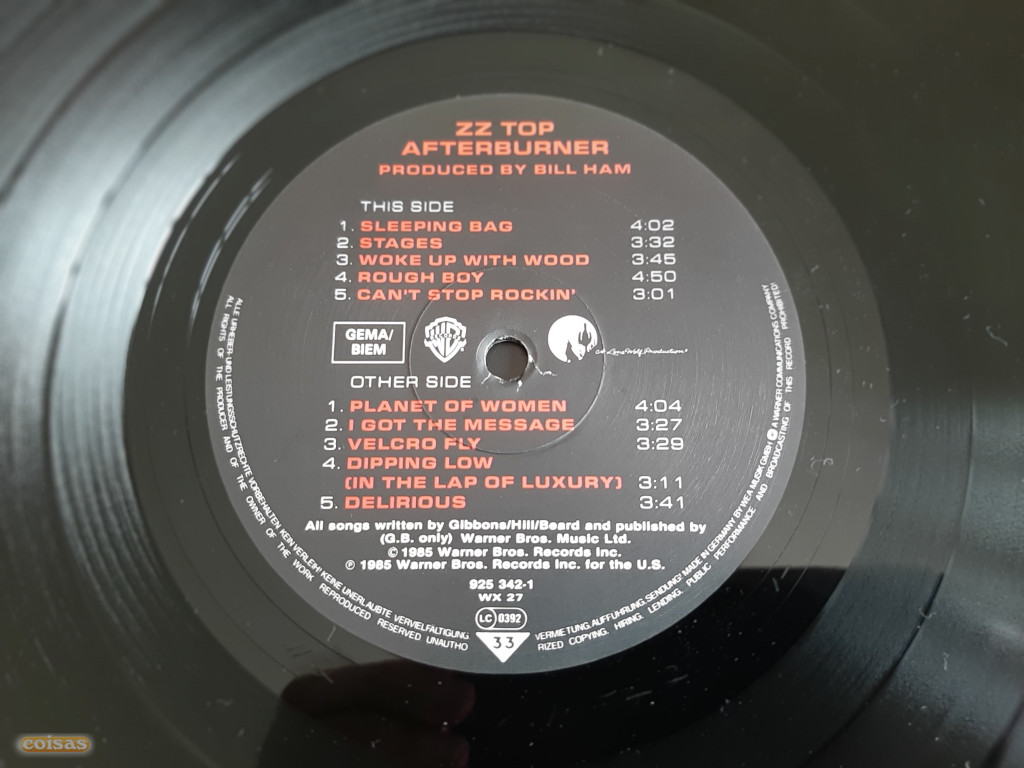 ZZ TOP
AFTERBURNER
PRODUCED BY BILL HAM
THIS SIDE
1. SLEEPING BAG 4:02
2. STAGES 3:32
3. WOKE UP WITH WOOD 3:45
4. ROUGH BOY 4:50
5. CAN'T STOP ROCKIN' 3:01
GEMA/
BIEM
A Lone Wolf Production
OTHER SIDE
1. PLANET OF WOMEN 4:04
2. I GOT THE MESSAGE 3:27
3. VELCRO FLY 3:29
4. DIPPING LOW
(IN THE LAP OF LUXURY) 3:11
5. DELIRIOUS 3:41
All songs written by Gibbons/Hill/Beard and published by
(G.B. only) Warner Bros. Music Ltd.
© 1985 Warner Bros. Records Inc.
℗ 1985 Warner Bros. Records Inc. for the U.S.
925 342-1
WX 27
LC 0392
33
ALLE URHEBER- UND LEISTUNGSSCHUTZRECHTE VORBEHALTEN. KEIN VERLEIH! KEINE UNERLAUBTE VERVIELFÄLTIGUNG, VERMIETUNG, AUFFÜHRUNG, SENDUNG! MADE IN GERMANY BY WEA MUSIK GMBH A WARNER COMMUNICATIONS COMPANY
ALL RIGHTS OF THE PRODUCER AND OF THE OWNER OF THE WORK REPRODUCED RESERVED UNAUTHORIZED COPYING, HIRING, LENDING, PUBLIC PERFORMANCE AND BROADCASTING OF THIS RECORD PROHIBITED!
coisas